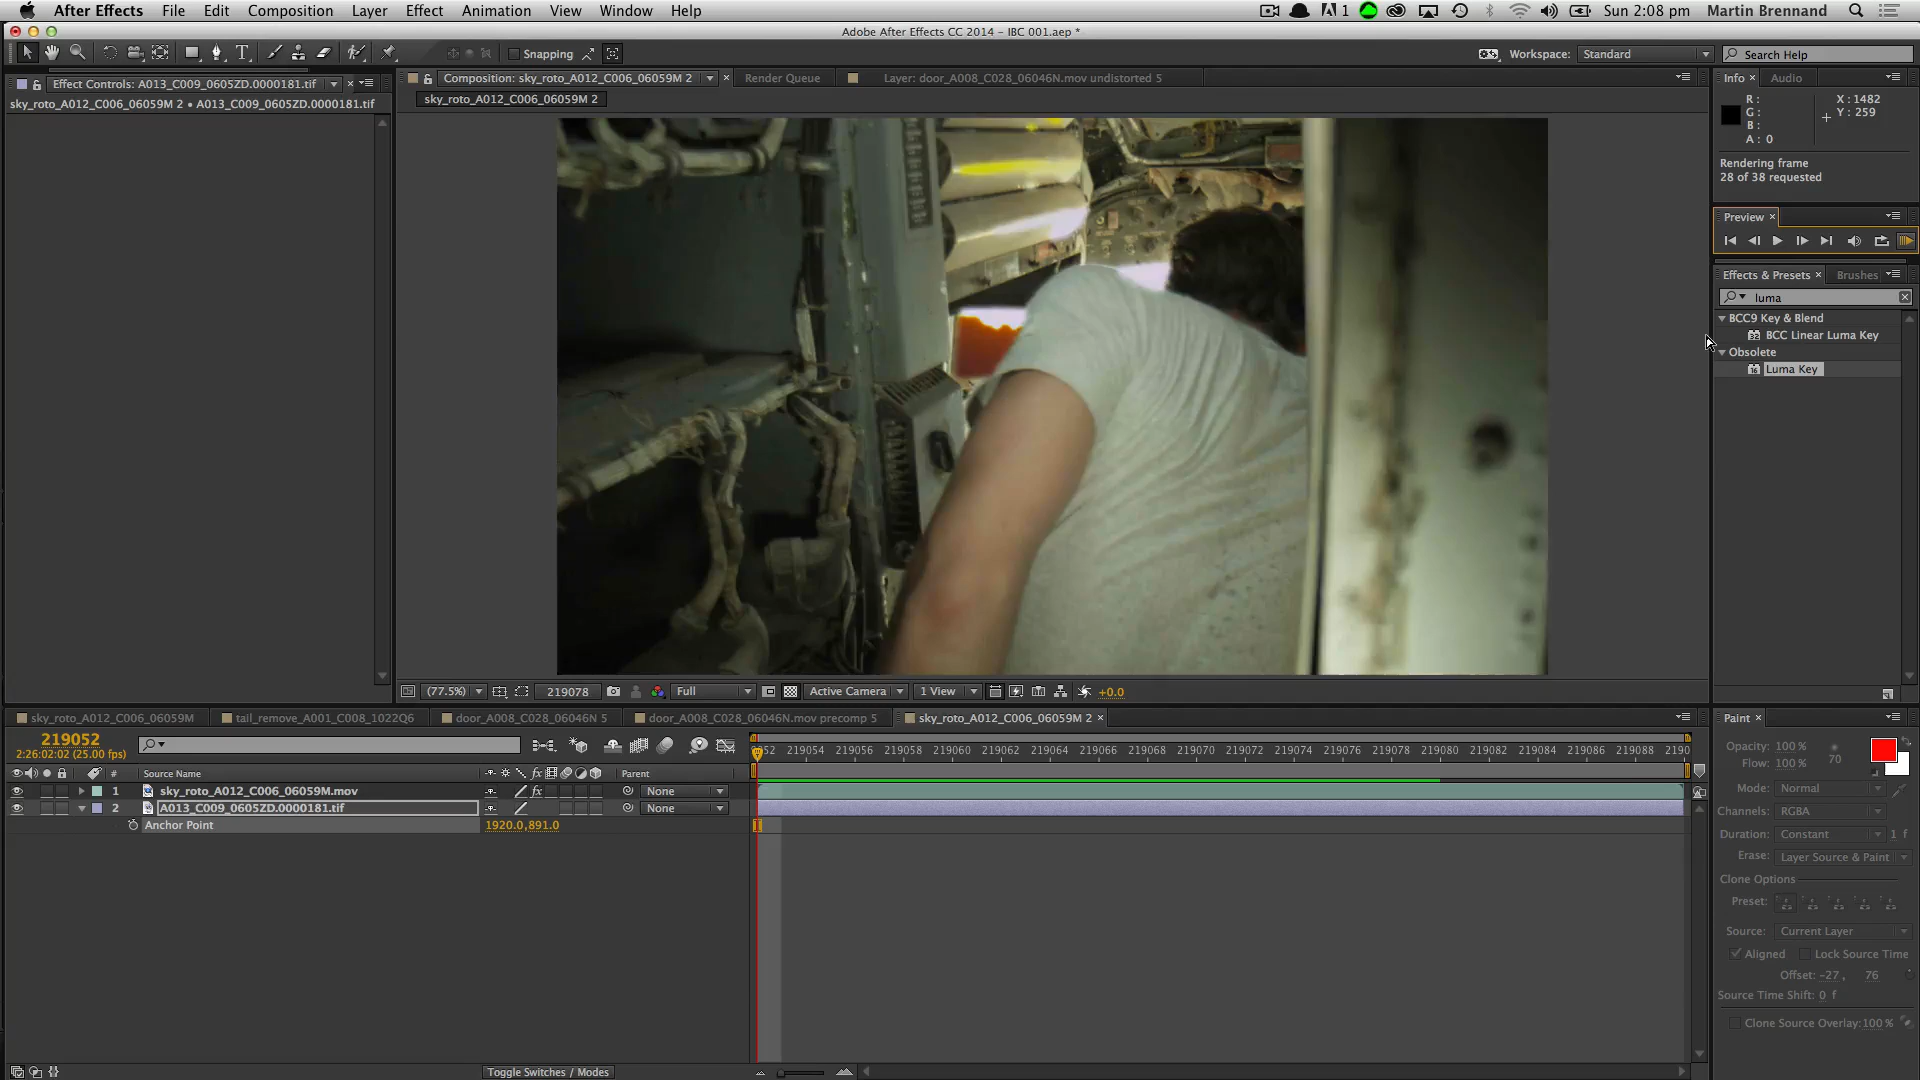 After Effects File Edit Composition Layer Effect Animation View Window Help 1 Sun 2:08 pm Martin Brennand
Adobe After Effects CC 2014 - IBC 001.aep *
Snapping Workspace: Standard Search Help
Effect Controls: A013_C009_0605ZD.0000181.tif
sky_roto_A012_C006_06059M 2 • A013_C009_0605ZD.0000181.tif
Composition: sky_roto_A012_C006_06059M 2 Render Queue Layer: door_A008_C028_06046N.mov undistorted 5
sky_roto_A012_C006_06059M 2
Info Audio
R: X: 1482
G: Y: 259
B:
A: 0
Rendering frame
28 of 38 requested
Preview
Effects & Presets Brushes
luma
BCC9 Key & Blend
BCC Linear Luma Key
Obsolete
Luma Key
(77.5%) 219078 Full Active Camera 1 View +0.0
sky_roto_A012_C006_06059M tail_remove_A001_C008_1022Q6 door_A008_C028_06046N 5 door_A008_C028_06046N.mov precomp 5 sky_roto_A012_C006_06059M 2
219052
2:26:02:02 (25.00 fps)
052 219054 219056 219058 219060 219062 219064 219066 219068 219070 219072 219074 219076 219078 219080 219082 219084 219086 219088 2190
# Source Name fx Parent
1 sky_roto_A012_C006_06059M.mov fx None
2 A013_C009_0605ZD.0000181.tif None
Anchor Point 1920.0,891.0
Toggle Switches / Modes
Paint
Opacity: 100 %
Flow: 100 % 70
Mode: Normal
Channels: RGBA
Duration: Constant 1 f
Erase: Layer Source & Paint
Clone Options
Preset:
Source: Current Layer
Aligned Lock Source Time
Offset: -27, 76
Source Time Shift: 0 f
Clone Source Overlay: 100 %